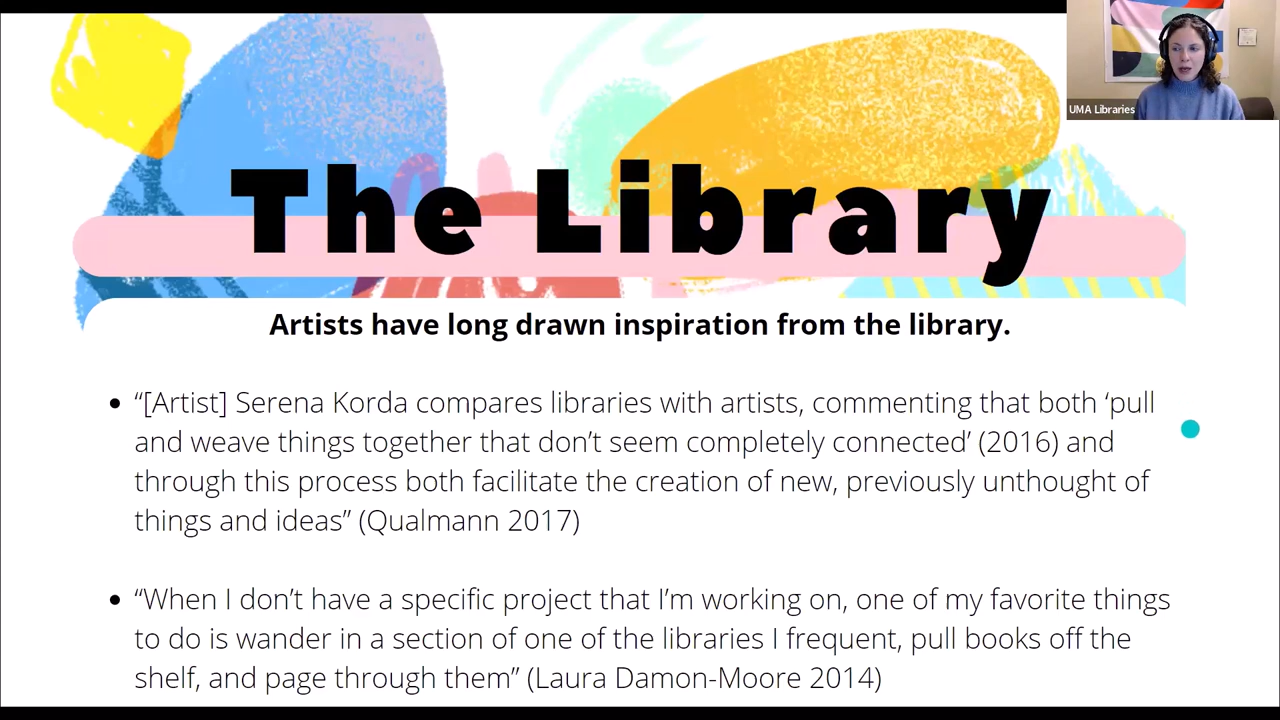 UMA Libraries
The Library
Artists have long drawn inspiration from the library.
“[Artist] Serena Korda compares libraries with artists, commenting that both ‘pull
and weave things together that don’t seem completely connected’ (2016) and
through this process both facilitate the creation of new, previously unthought of
things and ideas” (Qualmann 2017)
“When I don’t have a specific project that I’m working on, one of my favorite things
to do is wander in a section of one of the libraries I frequent, pull books off the
shelf, and page through them” (Laura Damon-Moore 2014)